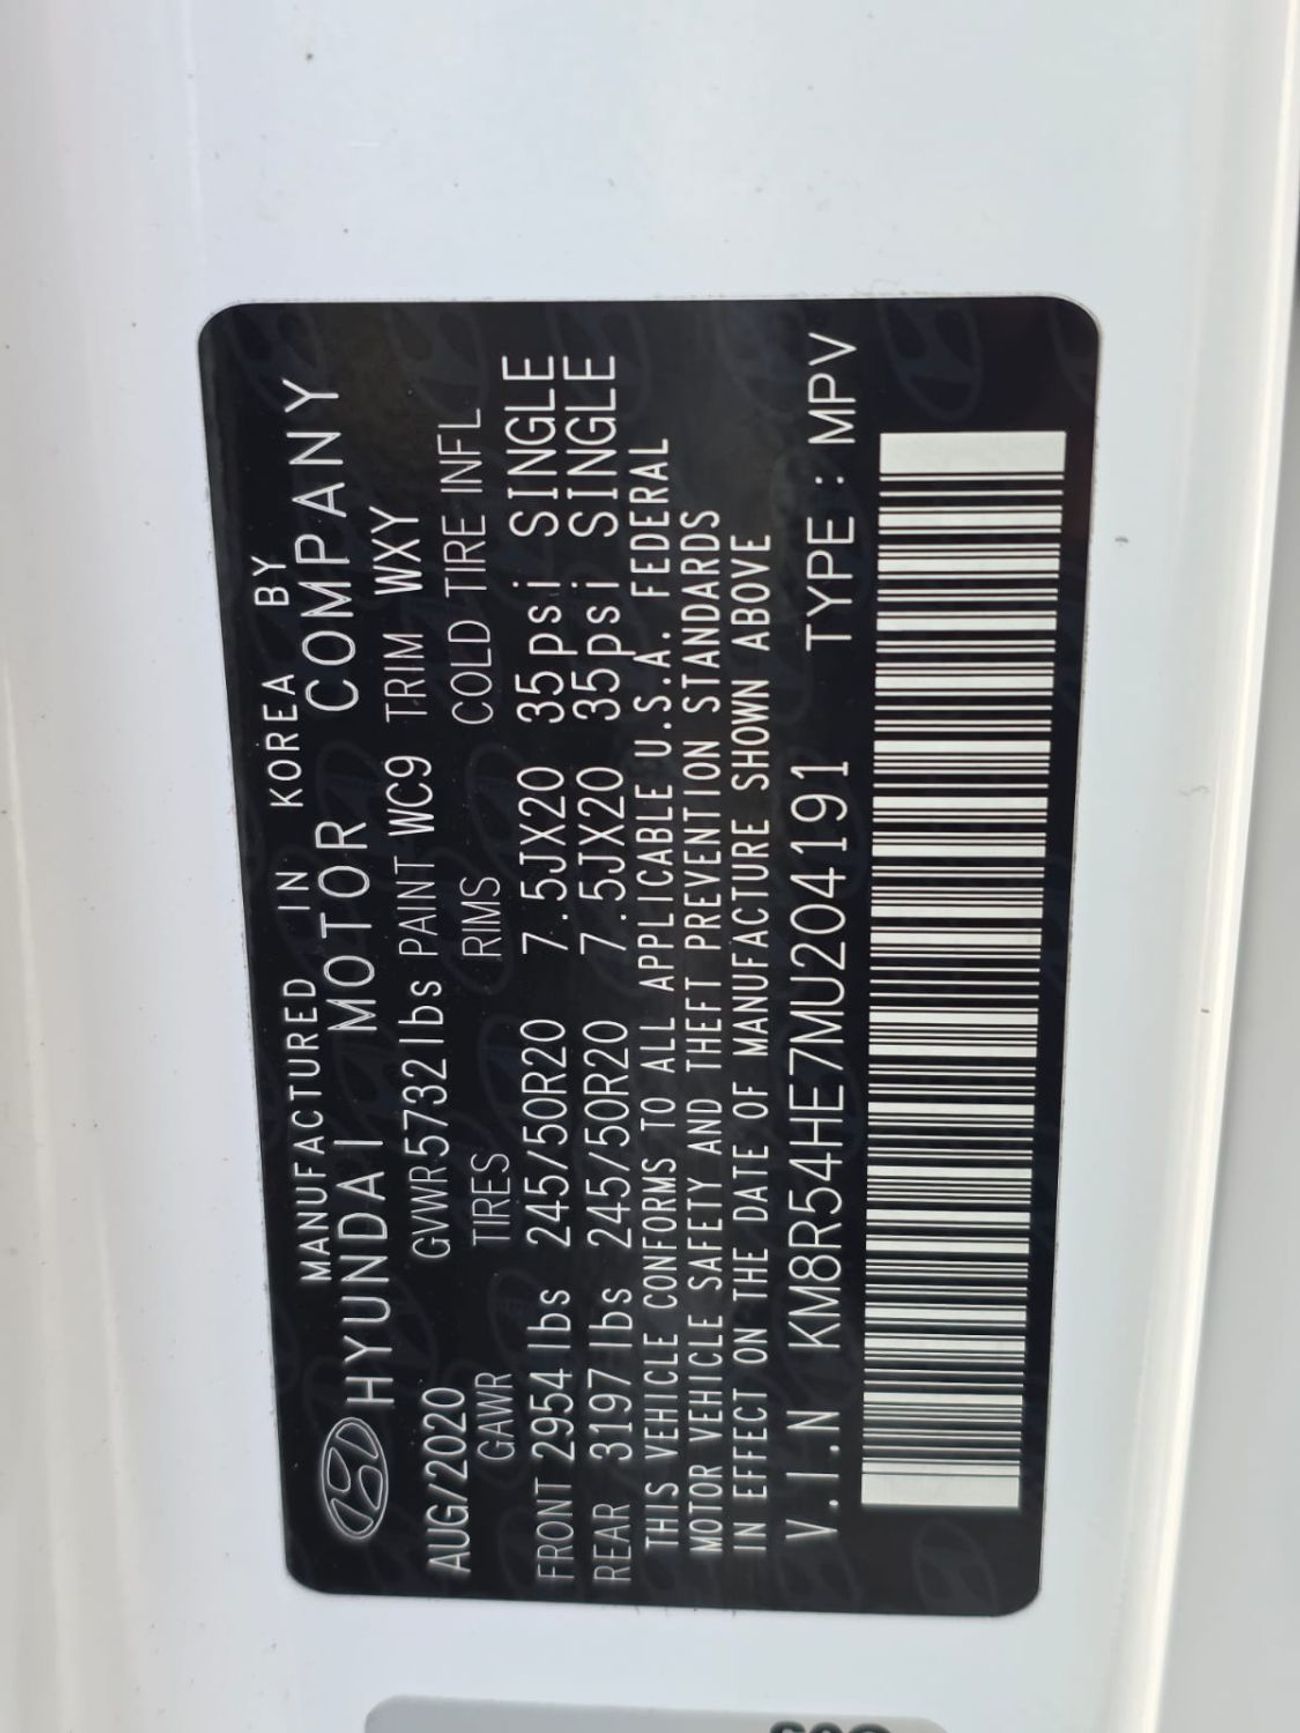 MANUFACTURED IN KOREA BY
HYUNDAI MOTOR COMPANY
AUG/2020 GVWR5732lbs PAINT WC9 TRIM WXY
GAWR TIRES RIMS COLD TIRE INFL
FRONT 2954 lbs 245/50R20 7.5JX20 35psi SINGLE
REAR 3197 lbs 245/50R20 7.5JX20 35psi SINGLE
THIS VEHICLE CONFORMS TO ALL APPLICABLE U.S.A. FEDERAL
MOTOR VEHICLE SAFETY AND THEFT PREVENTION STANDARDS
IN EFFECT ON THE DATE OF MANUFACTURE SHOWN ABOVE
V.I.N KM8R54HE7MU204191 TYPE : MPV